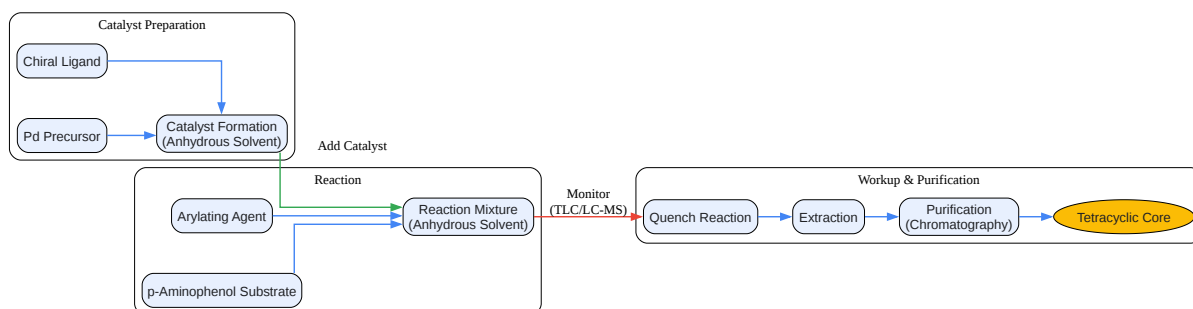 Catalyst Preparation
Chiral Ligand
Pd Precursor
Catalyst Formation
(Anhydrous Solvent)
Add Catalyst
Reaction
Arylating Agent
Reaction Mixture
(Anhydrous Solvent)
p-Aminophenol Substrate
Monitor
(TLC/LC-MS)
Workup & Purification
Quench Reaction
Extraction
Purification
(Chromatography)
Tetracyclic Core